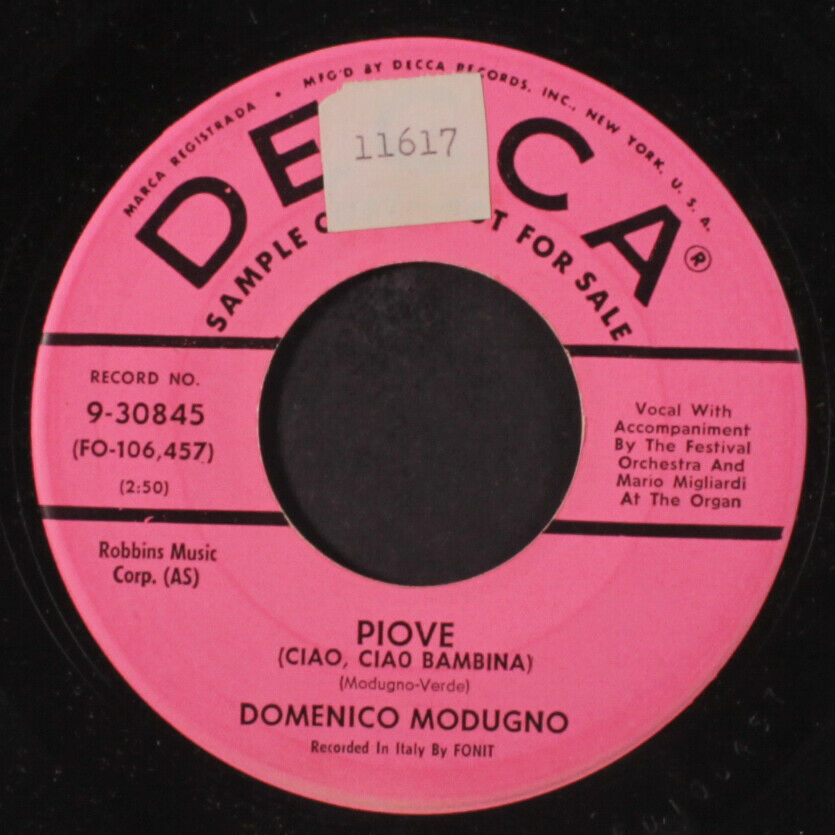 MARCA REGISTRADA • MFG'D BY DECCA RECORDS, INC., NEW YORK, U. S. A.
11617
DECCA®
SAMPLE FOR SALE
RECORD NO.
9-30845
(FO-106,457)
(2:50)
Vocal With
Accompaniment
By The Festival
Orchestra And
Mario Migliardi
At The Organ
Robbins Music
Corp. (AS)
PIOVE
(CIAO, CIAO BAMBINA)
(Modugno-Verde)
DOMENICO MODUGNO
Recorded In Italy By FONIT